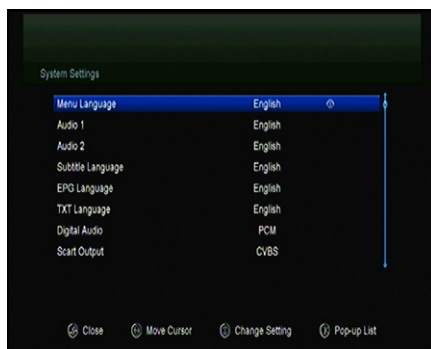 System Settings
Menu Language English
Audio 1 English
Audio 2 English
Subtitle Language English
EPG Language English
TXT Language English
Digital Audio PCM
Scart Output CVBS
Close Move Cursor Change Setting Pop-up List